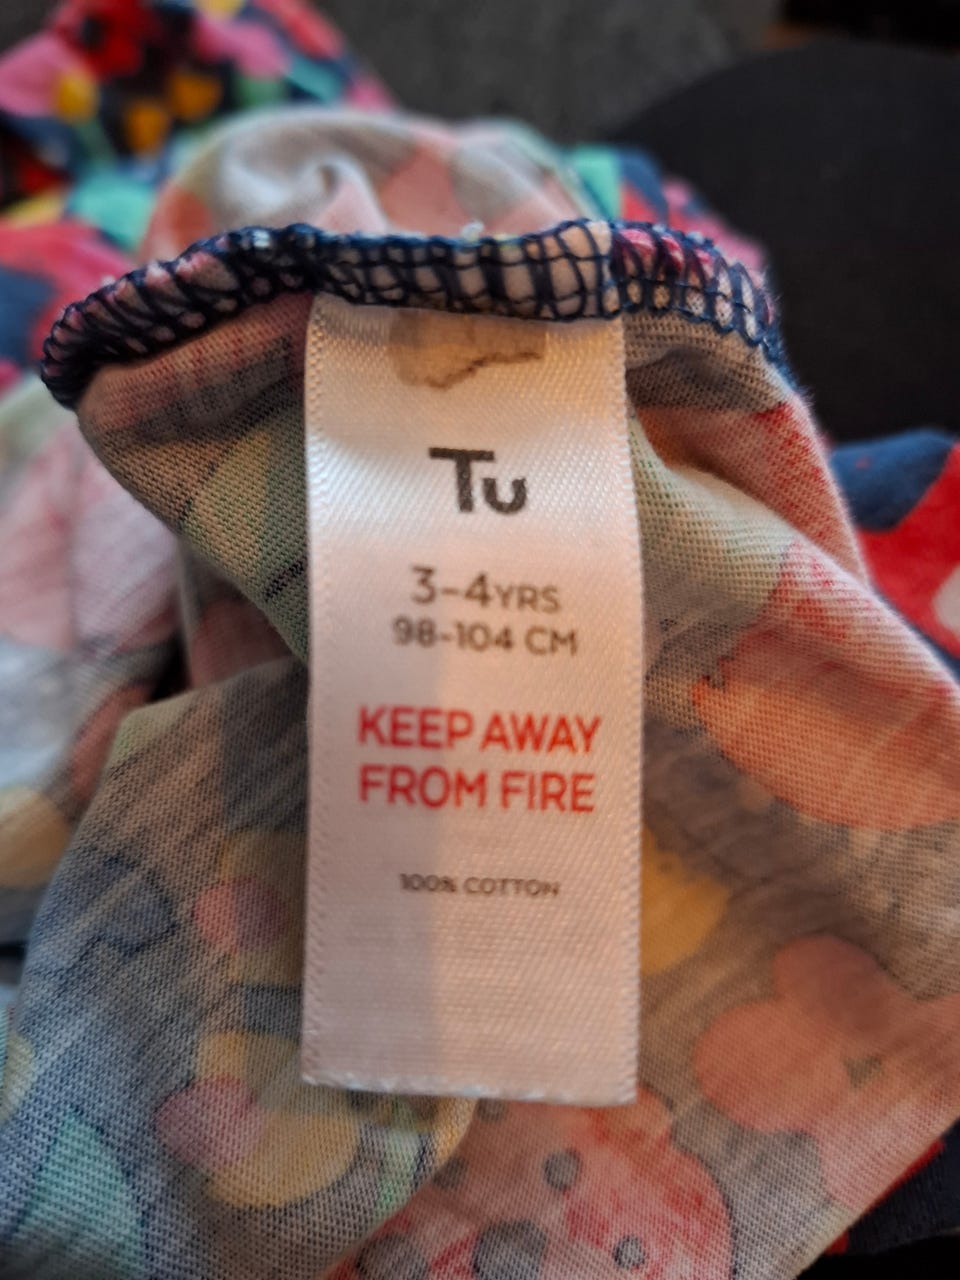 Tu
3-4YRS
98-104 CM
KEEP AWAY
FROM FIRE
100% COTTON